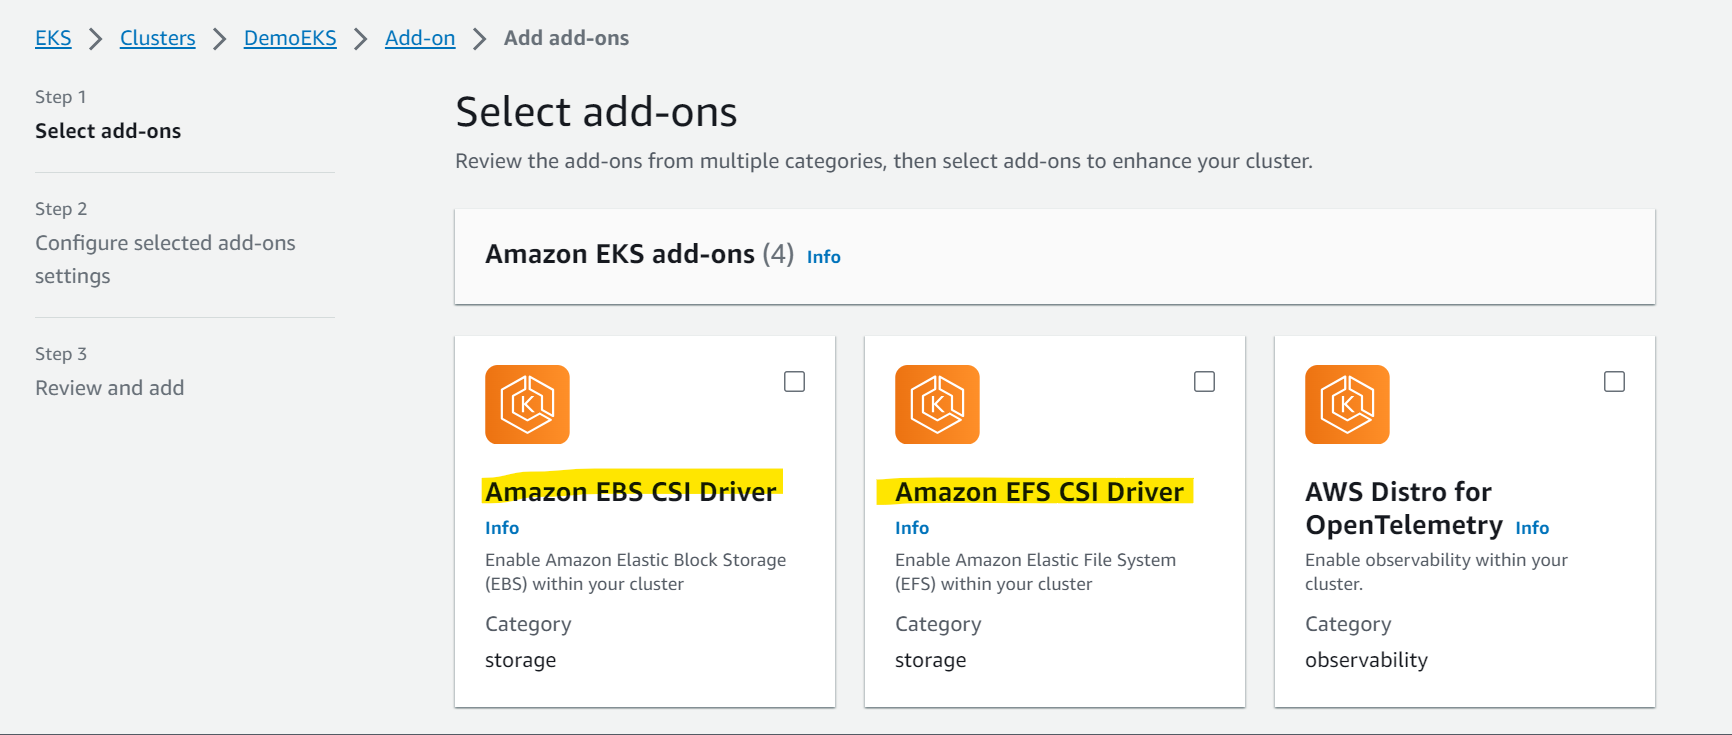 EKS > Clusters > DemoEKS > Add-on > Add add-ons
Step 1
Select add-ons
Step 2
Configure selected add-ons
settings
Step 3
Review and add
Select add-ons
Review the add-ons from multiple categories, then select add-ons to enhance your cluster.
Amazon EKS add-ons (4) Info
K
Amazon EBS CSI Driver
Info
Enable Amazon Elastic Block Storage
(EBS) within your cluster
Category
storage
K
Amazon EFS CSI Driver
Info
Enable Amazon Elastic File System
(EFS) within your cluster
Category
storage
K
AWS Distro for
OpenTelemetry Info
Enable observability within your
cluster.
Category
observability